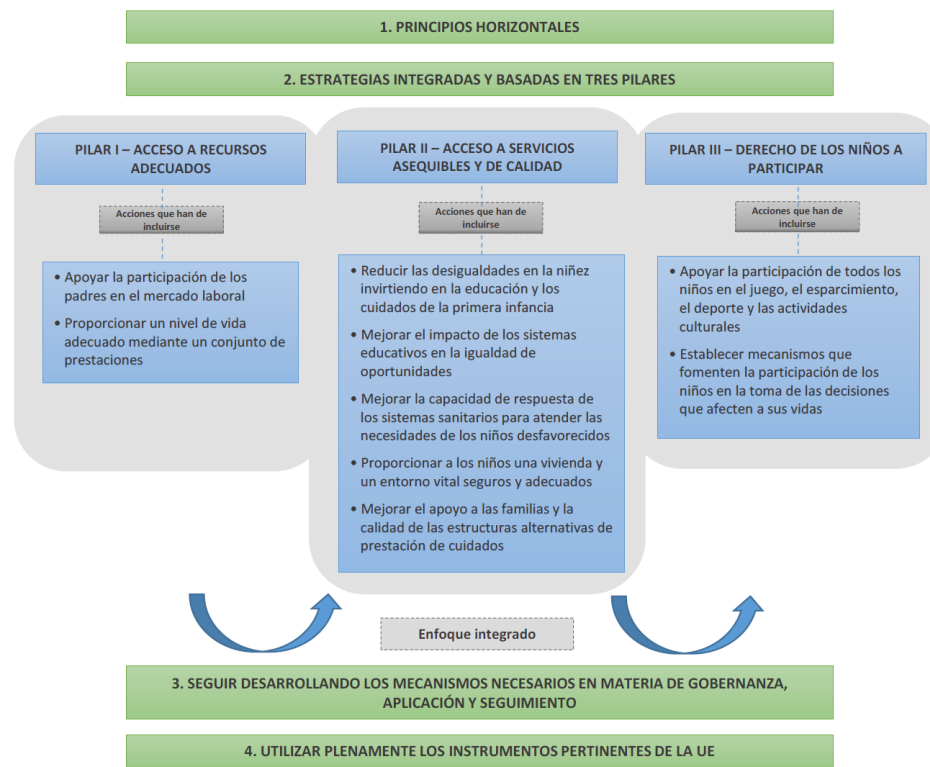 1. PRINCIPIOS HORIZONTALES
2. ESTRATEGIAS INTEGRADAS Y BASADAS EN TRES PILARES
PILAR I – ACCESO A RECURSOS
ADECUADOS
Acciones que han de
incluirse
• Apoyar la participación de los
padres en el mercado laboral
• Proporcionar un nivel de vida
adecuado mediante un conjunto de
prestaciones
PILAR II – ACCESO A SERVICIOS
ASEQUIBLES Y DE CALIDAD
Acciones que han de
incluirse
• Reducir las desigualdades en la niñez
invirtiendo en la educación y los
cuidados de la primera infancia
• Mejorar el impacto de los sistemas
educativos en la igualdad de
oportunidades
• Mejorar la capacidad de respuesta de
los sistemas sanitarios para atender las
necesidades de los niños desfavorecidos
• Proporcionar a los niños una vivienda y
un entorno vital seguros y adecuados
• Mejorar el apoyo a las familias y la
calidad de las estructuras alternativas de
prestación de cuidados
PILAR III – DERECHO DE LOS NIÑOS A
PARTICIPAR
Acciones que han de
incluirse
• Apoyar la participación de todos los
niños en el juego, el esparcimiento,
el deporte y las actividades
culturales
• Establecer mecanismos que
fomenten la participación de los
niños en la toma de las decisiones
que afecten a sus vidas
Enfoque integrado
3. SEGUIR DESARROLLANDO LOS MECANISMOS NECESARIOS EN MATERIA DE GOBERNANZA,
APLICACIÓN Y SEGUIMIENTO
4. UTILIZAR PLENAMENTE LOS INSTRUMENTOS PERTINENTES DE LA UE